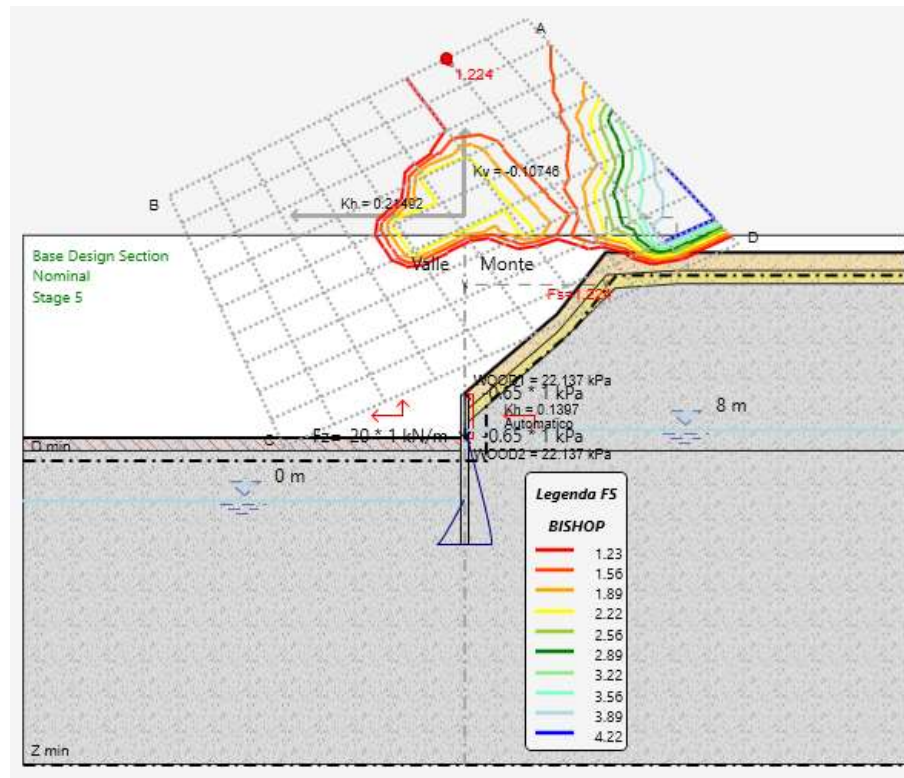 A
1.224
Kv = -0.10746
Kh = 0.21492
B
D
Base Design Section
Nominal
Stage 5
Valle
Monte
Fs=1.224
WOOD1 = 22.137 kPa
-0.65 * 1 kPa
Kh = 0.1397
Automatico
8 m
C
Fz= -20 * 1 kN/m
-0.65 * 1 kPa
D min
WOOD2 = 22.137 kPa
0 m
Legenda FS
BISHOP
1.23
1.56
1.89
2.22
2.56
2.89
3.22
3.56
3.89
4.22
Z min